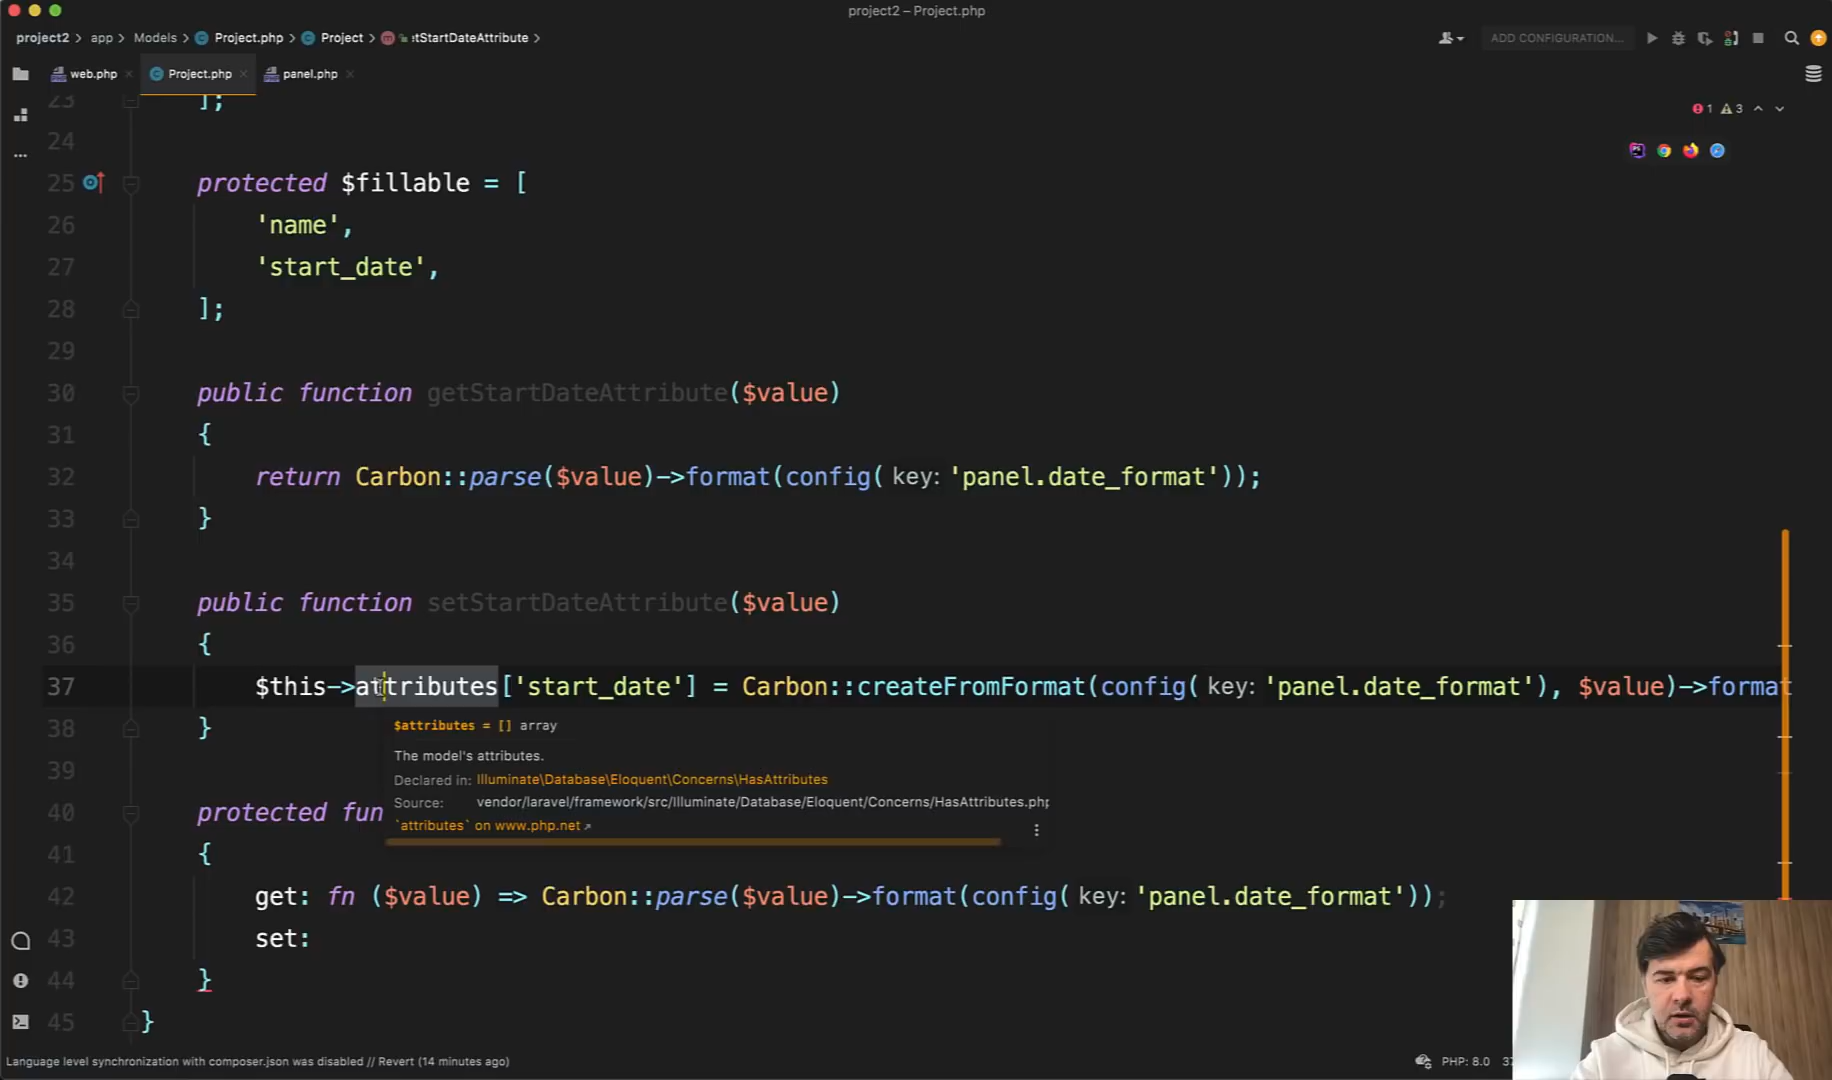 project2 – Project.php
project2 > app > Models > Project.php > Project > tStartDateAttribute >
ADD CONFIGURATION...
web.php × Project.php × panel.php ×
1 3
23 ];
24
25 protected $fillable = [
26 'name',
27 'start_date',
28 ];
29
30 public function getStartDateAttribute($value)
31 {
32 return Carbon::parse($value)->format(config( key: 'panel.date_format'));
33 }
34
35 public function setStartDateAttribute($value)
36 {
37 $this->attributes['start_date'] = Carbon::createFromFormat(config( key: 'panel.date_format'), $value)->format
38 }
$attributes = [] array
39
The model's attributes.
Declared in: Illuminate\Database\Eloquent\Concerns\HasAttributes
Source: vendor/laravel/framework/src/Illuminate/Database/Eloquent/Concerns/HasAttributes.php
`attributes` on www.php.net ↗
40 protected fun
41 {
42 get: fn ($value) => Carbon::parse($value)->format(config( key: 'panel.date_format'));
43 set:
44 }
45 }
Language level synchronization with composer.json was disabled // Revert (14 minutes ago)
PHP: 8.0